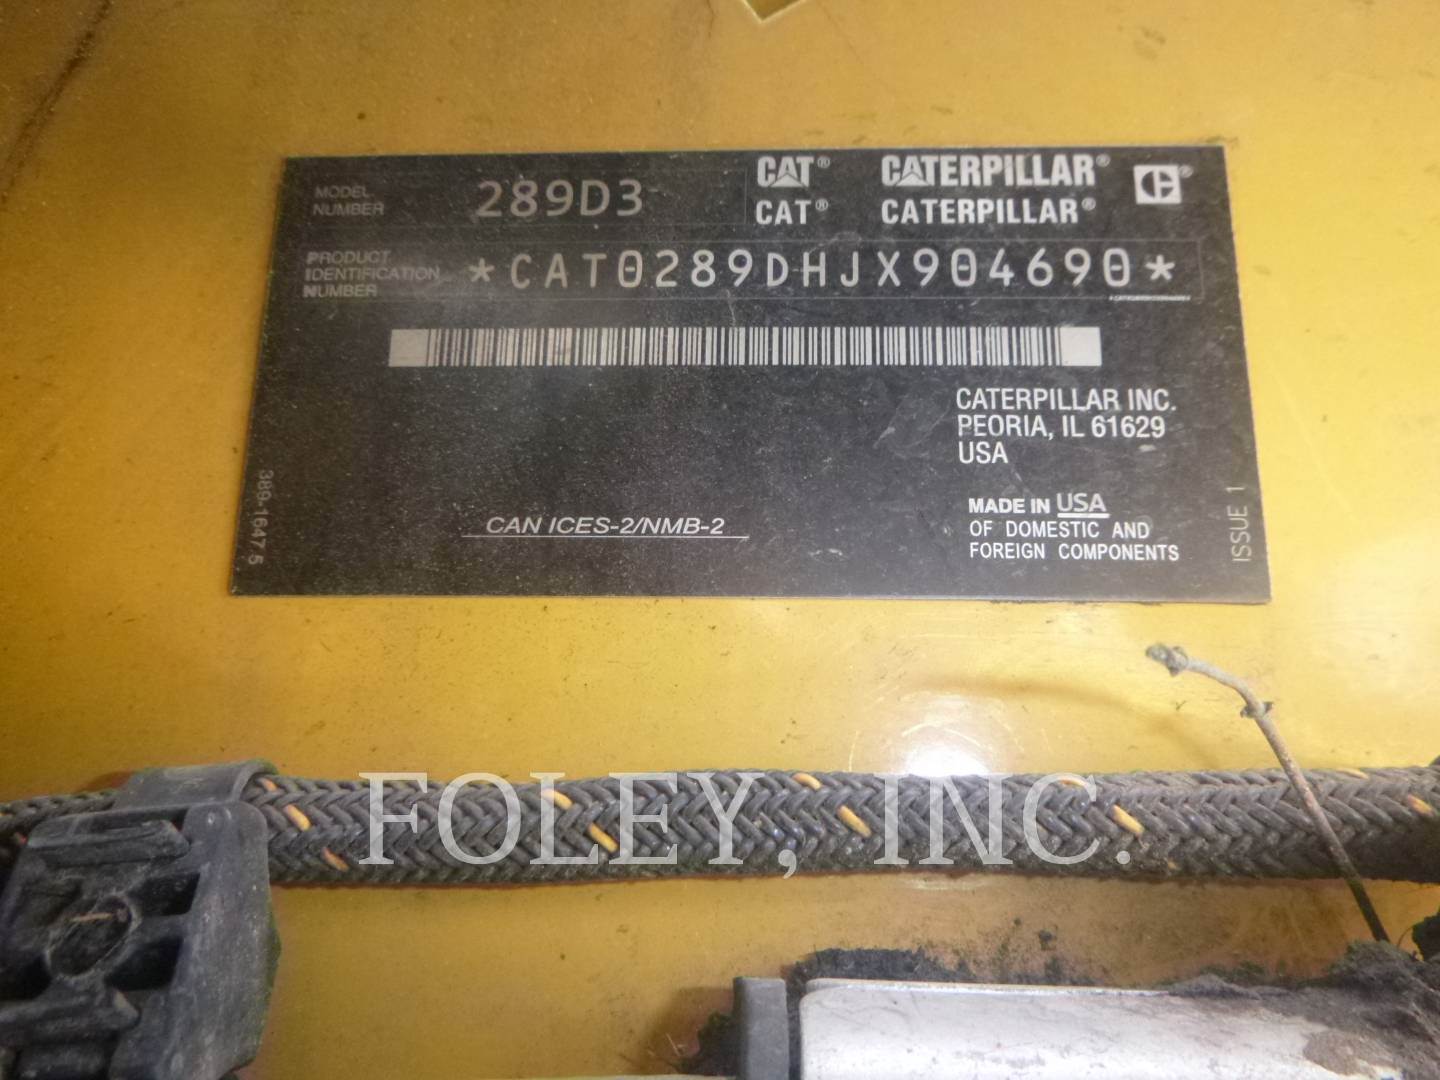 MODEL
NUMBER
289D3
CAT® CATERPILLAR®
CAT® CATERPILLAR®
PRODUCT
IDENTIFICATION
NUMBER
*CAT0289DHJX904690*
CATERPILLAR INC.
PEORIA, IL 61629
USA
MADE IN USA
OF DOMESTIC AND
FOREIGN COMPONENTS
CAN ICES-2/NMB-2
389-1647 5
ISSUE 1
FOLEY, INC.